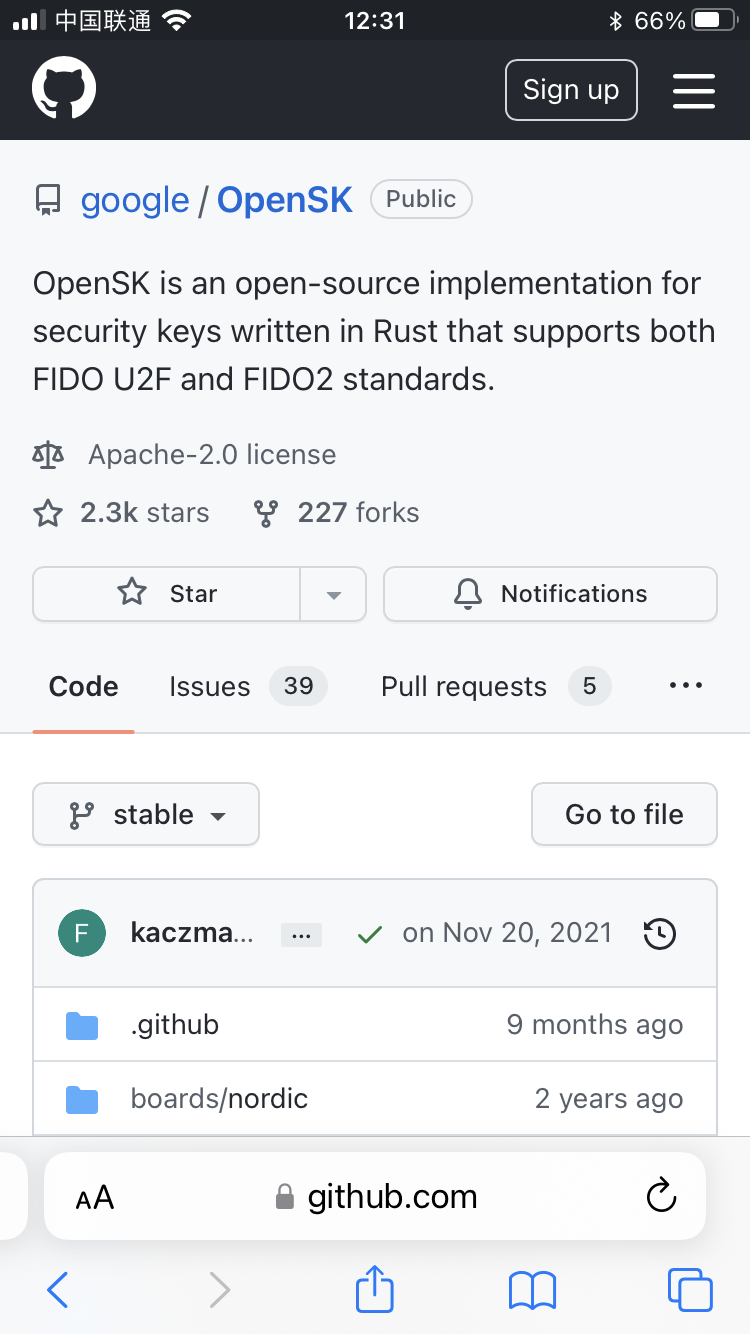 中国联通 12:31 66%
Sign up
google / OpenSK Public
OpenSK is an open-source implementation for
security keys written in Rust that supports both
FIDO U2F and FIDO2 standards.
Apache-2.0 license
2.3k stars 227 forks
Star Notifications
Code Issues 39 Pull requests 5 ...
stable Go to file
F kaczma... ... on Nov 20, 2021
.github 9 months ago
boards/nordic 2 years ago
AA github.com